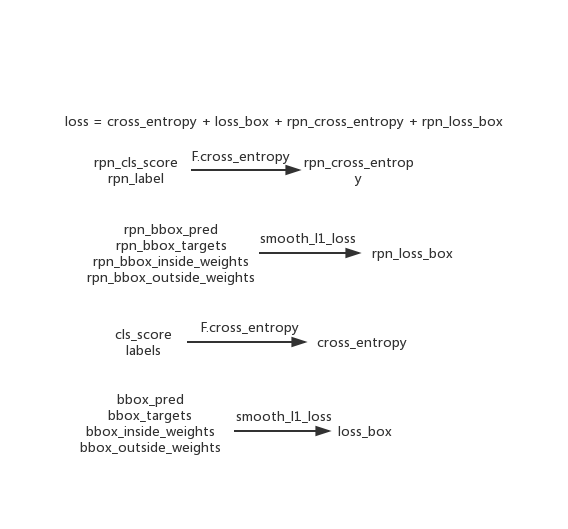 loss = cross_entropy + loss_box + rpn_cross_entropy + rpn_loss_box
rpn_cls_score
rpn_label
F.cross_entropy
rpn_cross_entrop
y
rpn_bbox_pred
rpn_bbox_targets
rpn_bbox_inside_weights
rpn_bbox_outside_weights
smooth_l1_loss
rpn_loss_box
cls_score
labels
F.cross_entropy
cross_entropy
bbox_pred
bbox_targets
bbox_inside_weights
bbox_outside_weights
smooth_l1_loss
loss_box